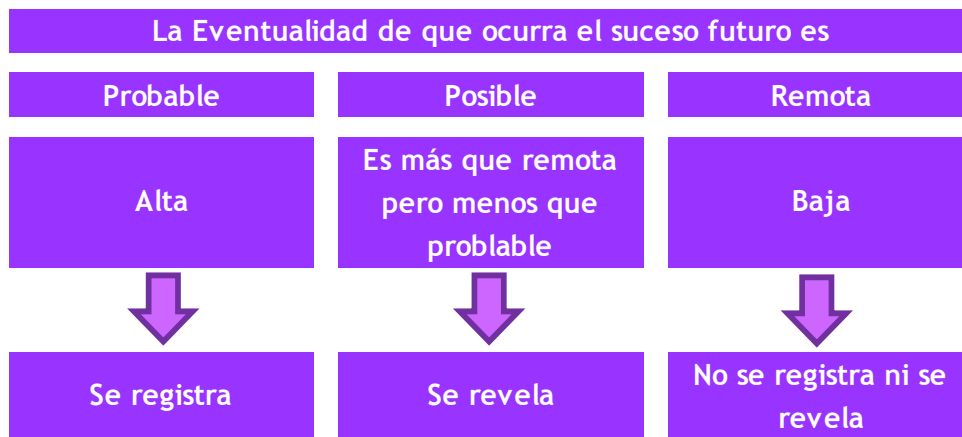 La Eventualidad de que ocurra el suceso futuro es
Probable
Posible
Remota
Alta
Es más que remota
pero menos que
problable
Baja
Se registra
Se revela
No se registra ni se
revela